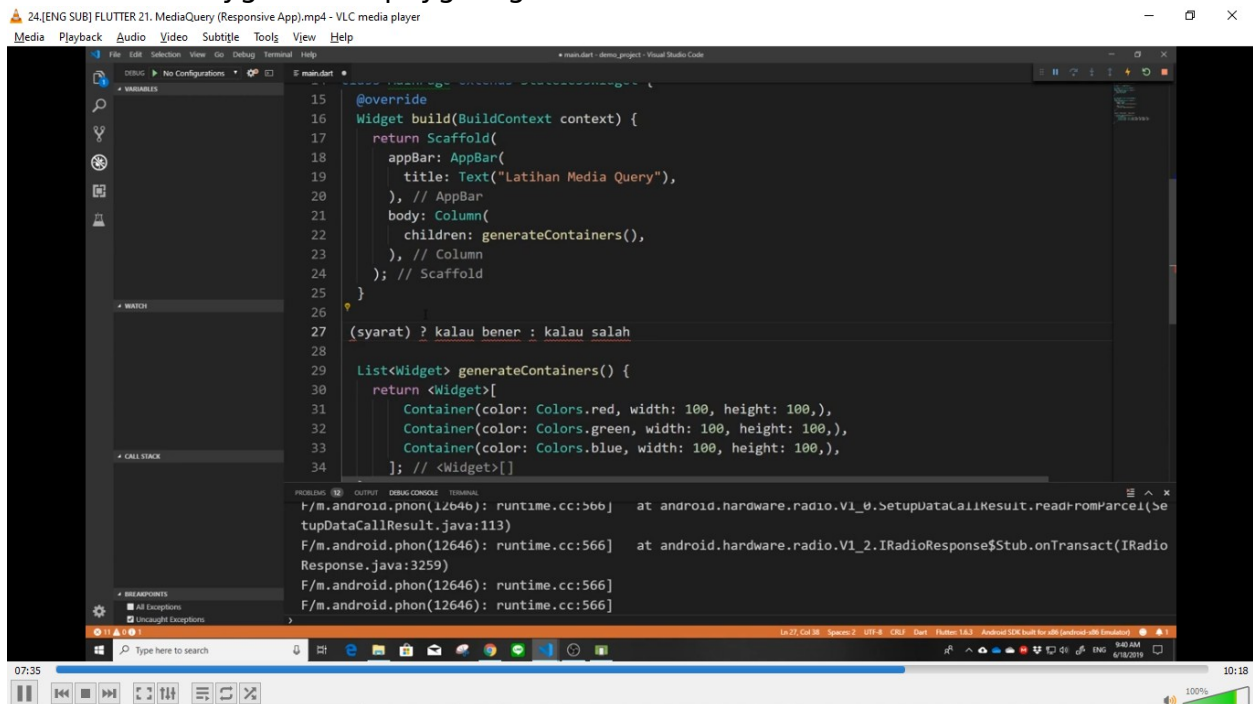 24.[ENG SUB] FLUTTER 21. MediaQuery (Responsive App).mp4 - VLC media player
Media Playback Audio Video Subtitle Tools View Help
File Edit Selection View Go Debug Terminal Help
● main.dart - demo_project - Visual Studio Code
DEBUG No Configurations
main.dart ●
VARIABLES
15 @override
16 Widget build(BuildContext context) {
17 return Scaffold(
18 appBar: AppBar(
19 title: Text("Latihan Media Query"),
20 ), // AppBar
21 body: Column(
22 children: generateContainers(),
23 ), // Column
24 ); // Scaffold
25 }
WATCH
26
27 (syarat) ? kalau bener : kalau salah
28
29 List<Widget> generateContainers() {
30 return <Widget>[
31 Container(color: Colors.red, width: 100, height: 100,),
32 Container(color: Colors.green, width: 100, height: 100,),
33 Container(color: Colors.blue, width: 100, height: 100,),
CALL STACK
34 ]; // <Widget>[]
PROBLEMS 12 OUTPUT DEBUG CONSOLE TERMINAL
F/m.android.phon(12646): runtime.cc:566] at android.hardware.radio.V1_0.SetupDataCallResult.readFromParcel(Se
tupDataCallResult.java:113)
F/m.android.phon(12646): runtime.cc:566] at android.hardware.radio.V1_2.IRadioResponse$Stub.onTransact(IRadio
Response.java:3259)
F/m.android.phon(12646): runtime.cc:566]
F/m.android.phon(12646): runtime.cc:566]
BREAKPOINTS
All Exceptions
Uncaught Exceptions
11 0 1
Ln 27, Col 38 Spaces: 2 UTF-8 CRLF Dart Flutter: 1.6.3 Android SDK built for x86 (android-x86 Emulator) 1
Type here to search
ENG
9:40 AM
6/18/2019
07:35
10:18
100%